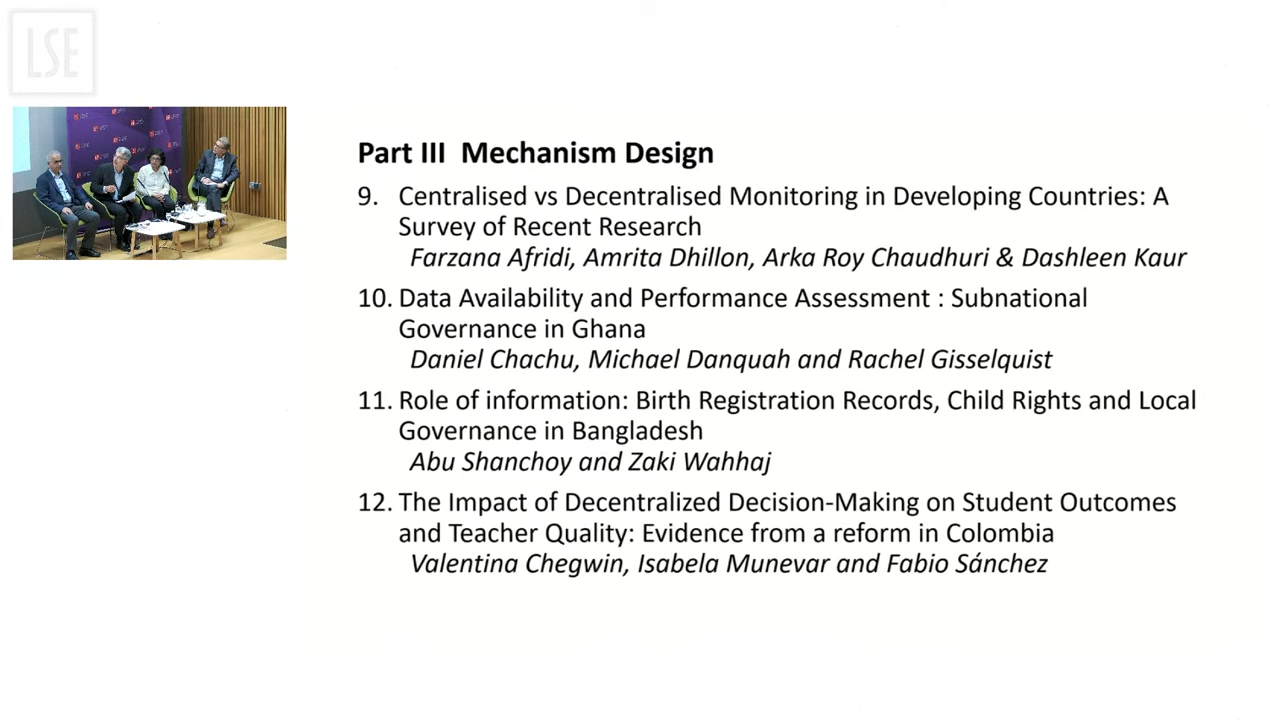 LSE
Part III Mechanism Design
9. Centralised vs Decentralised Monitoring in Developing Countries: A
Survey of Recent Research
Farzana Afridi, Amrita Dhillon, Arka Roy Chaudhuri & Dashleen Kaur
10. Data Availability and Performance Assessment : Subnational
Governance in Ghana
Daniel Chachu, Michael Danquah and Rachel Gisselquist
11. Role of information: Birth Registration Records, Child Rights and Local
Governance in Bangladesh
Abu Shanchoy and Zaki Wahhaj
12. The Impact of Decentralized Decision-Making on Student Outcomes
and Teacher Quality: Evidence from a reform in Colombia
Valentina Chegwin, Isabela Munevar and Fabio Sánchez